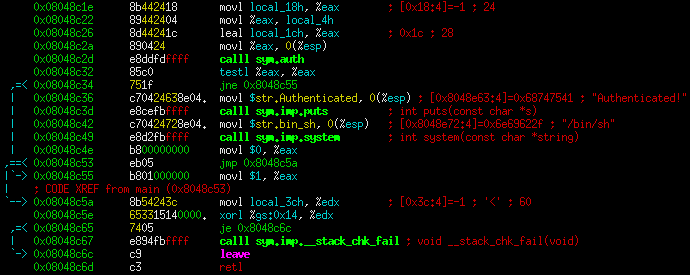 0x08048c1e 8b442418 movl local_18h, %eax ; [0x18:4]=-1 ; 24
0x08048c22 89442404 movl %eax, local_4h
0x08048c26 8d44241c leal local_1ch, %eax ; 0x1c ; 28
0x08048c2a 890424 movl %eax, 0(%esp)
0x08048c2d e8ddfdffff calll sym.auth
0x08048c32 85c0 testl %eax, %eax
,=< 0x08048c34 751f jne 0x8048c55
| 0x08048c36 c70424638e04. movl $str.Authenticated, 0(%esp) ; [0x8048e63:4]=0x68747541 ; "Authenticated!"
| 0x08048c3d e8cefbffff calll sym.imp.puts ; int puts(const char *s)
| 0x08048c42 c70424728e04. movl $str.bin_sh, 0(%esp) ; [0x8048e72:4]=0x6e69622f ; "/bin/sh"
| 0x08048c49 e8d2fbffff calll sym.imp.system ; int system(const char *string)
| 0x08048c4e b800000000 movl $0, %eax
,==< 0x08048c53 eb05 jmp 0x8048c5a
|`-> 0x08048c55 b801000000 movl $1, %eax
| ; CODE XREF from main (0x8048c53)
`--> 0x08048c5a 8b54243c movl local_3ch, %edx ; [0x3c:4]=-1 ; '<' ; 60
0x08048c5e 653315140000. xorl %gs:0x14, %edx
,=< 0x08048c65 7405 je 0x8048c6c
| 0x08048c67 e894fbffff calll sym.imp.__stack_chk_fail ; void __stack_chk_fail(void)
`-> 0x08048c6c c9 leave
0x08048c6d c3 retl